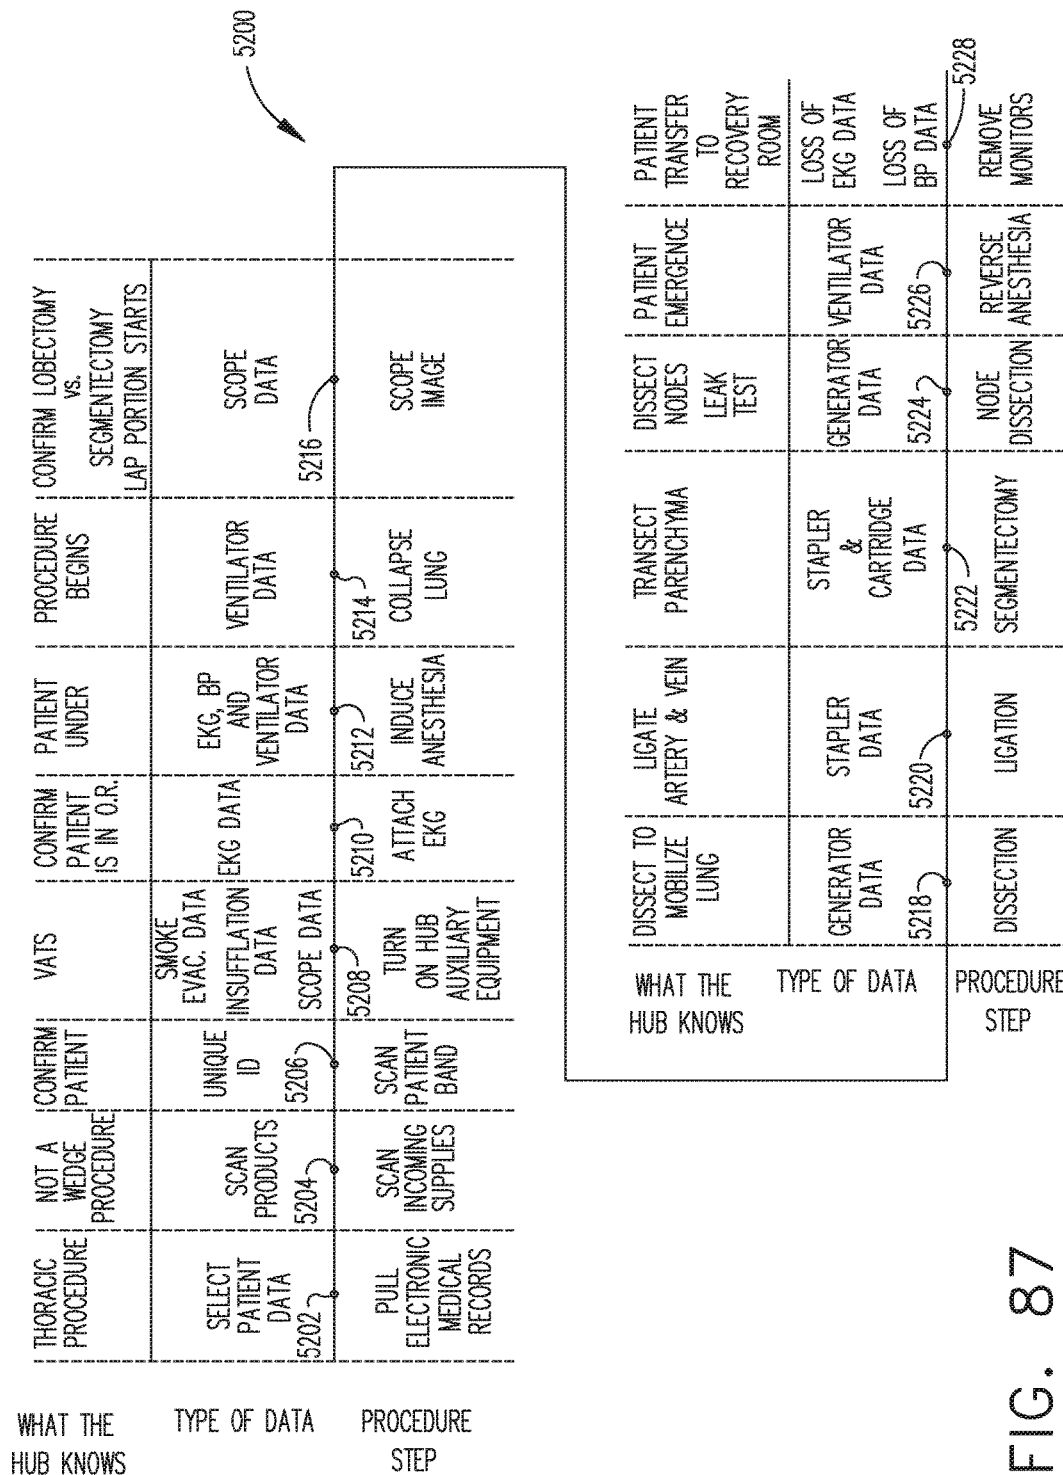 5200
WHAT THE
HUB KNOWS
THORACIC
PROCEDURE
NOT A
WEDGE
PROCEDURE
CONFIRM
PATIENT
VATS
CONFIRM
PATIENT
IS IN O.R.
PATIENT
UNDER
PROCEDURE
BEGINS
CONFIRM LOBECTOMY
vs.
SEGMENTECTOMY
LAP PORTION STARTS
TYPE OF DATA
SELECT
PATIENT
DATA
5202
SCAN
PRODUCTS
5204
UNIQUE
ID
5206
SMOKE
EVAC. DATA
INSUFFLATION
DATA
SCOPE DATA
5208
EKG DATA
5210
EKG, BP
AND
VENTILATOR
DATA
5212
VENTILATOR
DATA
5214
SCOPE
DATA
5216
PROCEDURE
STEP
PULL
ELECTRONIC
MEDICAL
RECORDS
SCAN
INCOMING
SUPPLIES
SCAN
PATIENT
BAND
TURN
ON HUB
AUXILIARY
EQUIPMENT
ATTACH
EKG
INDUCE
ANESTHESIA
COLLAPSE
LUNG
SCOPE
IMAGE
WHAT THE
HUB KNOWS
DISSECT TO
MOBILIZE
LUNG
LIGATE
ARTERY & VEIN
TRANSECT
PARENCHYMA
DISSECT
NODES
LEAK
TEST
PATIENT
EMERGENCE
PATIENT
TRANSFER
TO
RECOVERY
ROOM
TYPE OF DATA
GENERATOR
DATA
5218
STAPLER
DATA
5220
STAPLER
&
CARTRIDGE
DATA
5222
GENERATOR
DATA
5224
VENTILATOR
DATA
5226
LOSS OF
EKG DATA
LOSS OF
BP DATA
5228
PROCEDURE
STEP
DISSECTION
LIGATION
SEGMENTECTOMY
NODE
DISSECTION
REVERSE
ANESTHESIA
REMOVE
MONITORS
FIG. 87